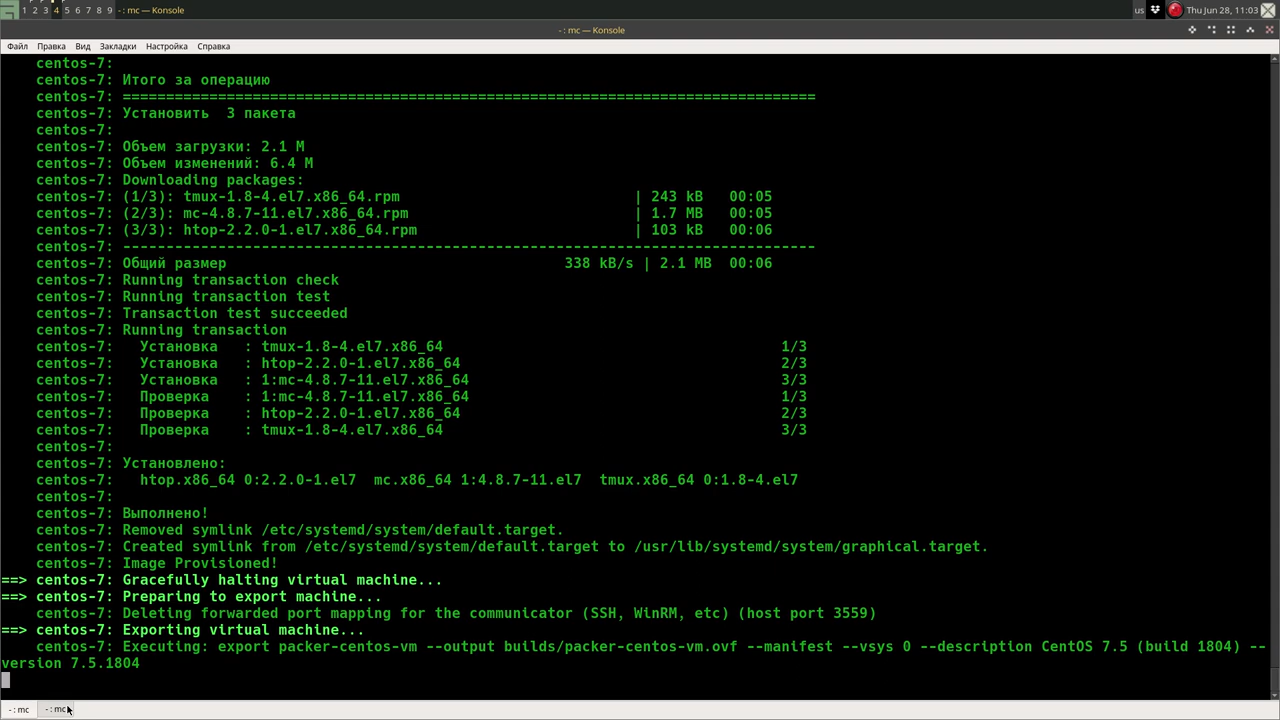 1 2 3 4 5 6 7 8 9 - : mc — Konsole us Thu Jun 28, 11:03
- : mc — Konsole
Файл Правка Вид Закладки Настройка Справка
centos-7:
centos-7: Итого за операцию
centos-7: ================================================================================
centos-7: Установить  3 пакета
centos-7:
centos-7: Объем загрузки: 2.1 M
centos-7: Объем изменений: 6.4 M
centos-7: Downloading packages:
centos-7: (1/3): tmux-1.8-4.el7.x86_64.rpm                           | 243 kB   00:05
centos-7: (2/3): mc-4.8.7-11.el7.x86_64.rpm                          | 1.7 MB   00:05
centos-7: (3/3): htop-2.2.0-1.el7.x86_64.rpm                         | 103 kB   00:06
centos-7: --------------------------------------------------------------------------------
centos-7: Общий размер                                       338 kB/s | 2.1 MB  00:06
centos-7: Running transaction check
centos-7: Running transaction test
centos-7: Transaction test succeeded
centos-7: Running transaction
centos-7:   Установка   : tmux-1.8-4.el7.x86_64                                       1/3
centos-7:   Установка   : htop-2.2.0-1.el7.x86_64                                     2/3
centos-7:   Установка   : 1:mc-4.8.7-11.el7.x86_64                                    3/3
centos-7:   Проверка    : 1:mc-4.8.7-11.el7.x86_64                                    1/3
centos-7:   Проверка    : htop-2.2.0-1.el7.x86_64                                     2/3
centos-7:   Проверка    : tmux-1.8-4.el7.x86_64                                       3/3
centos-7:
centos-7: Установлено:
centos-7:   htop.x86_64 0:2.2.0-1.el7  mc.x86_64 1:4.8.7-11.el7  tmux.x86_64 0:1.8-4.el7
centos-7:
centos-7: Выполнено!
centos-7: Removed symlink /etc/systemd/system/default.target.
centos-7: Created symlink from /etc/systemd/system/default.target to /usr/lib/systemd/system/graphical.target.
centos-7: Image Provisioned!
==> centos-7: Gracefully halting virtual machine...
==> centos-7: Preparing to export machine...
centos-7: Deleting forwarded port mapping for the communicator (SSH, WinRM, etc) (host port 3559)
==> centos-7: Exporting virtual machine...
centos-7: Executing: export packer-centos-vm --output builds/packer-centos-vm.ovf --manifest --vsys 0 --description CentOS 7.5 (build 1804) --
version 7.5.1804
- : mc - : mc